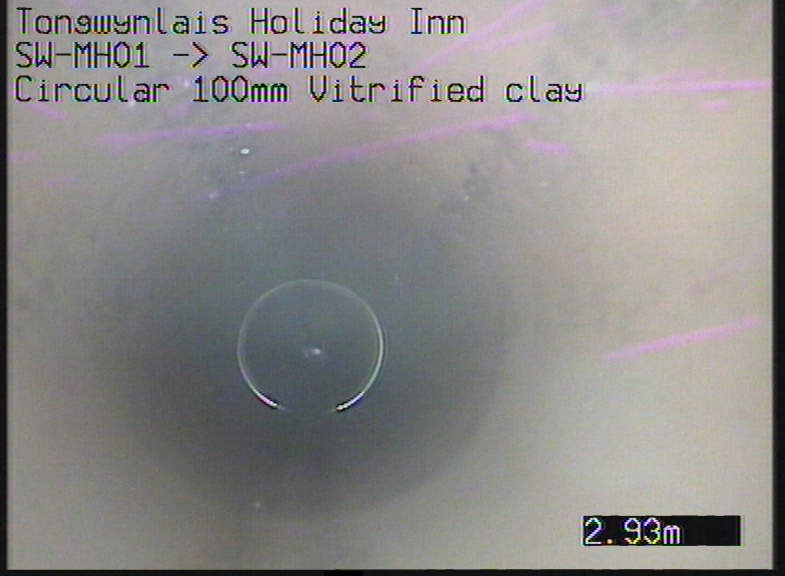 Tongwynlais Holiday Inn
SW-MH01 -> SW-MH02
Circular 100mm Vitrified clay
2.93m